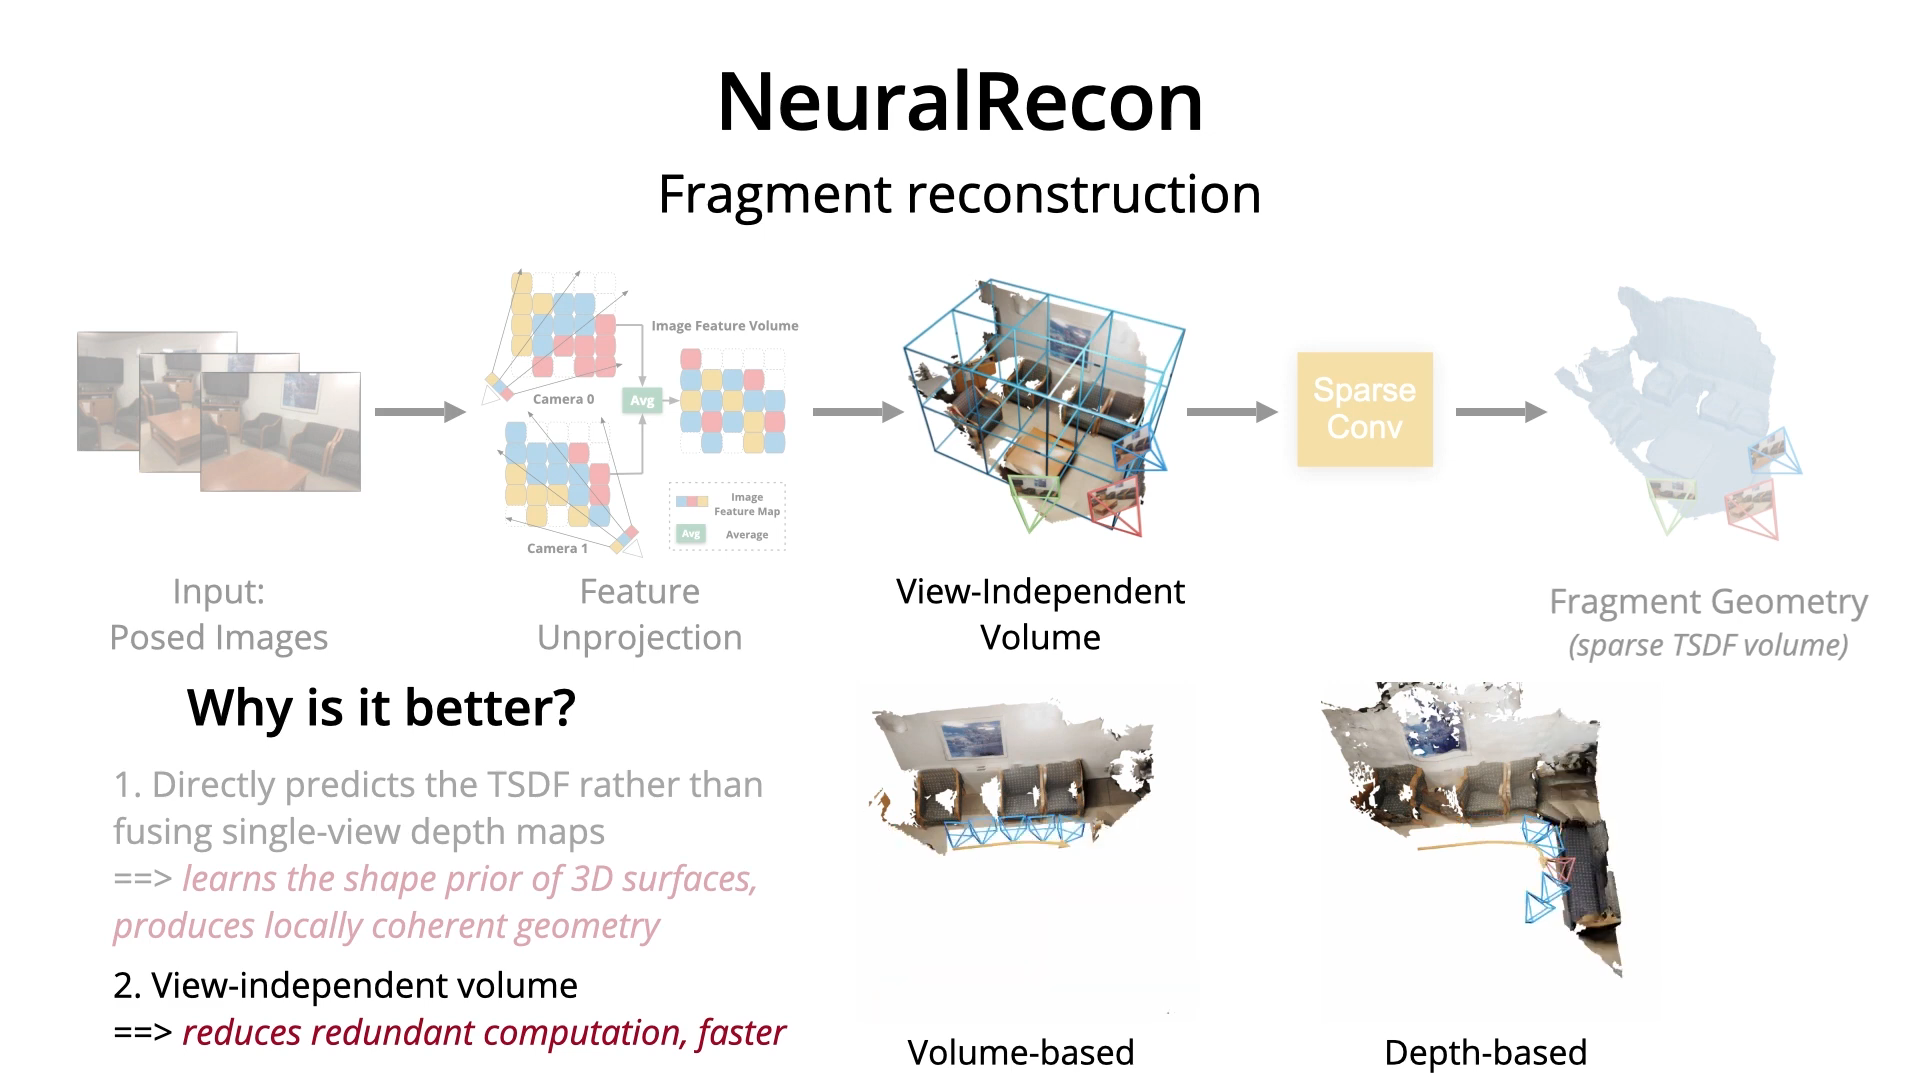 NeuralRecon
Fragment reconstruction
Image Feature Volume
Camera 0
Avg
Image
Feature Map
Avg
Average
Camera 1
Sparse
Conv
Input:
Posed Images
Feature
Unprojection
View-Independent
Volume
Fragment Geometry
(sparse TSDF volume)
Why is it better?
1. Directly predicts the TSDF rather than
fusing single-view depth maps
==> learns the shape prior of 3D surfaces,
produces locally coherent geometry
2. View-independent volume
==> reduces redundant computation, faster
Volume-based
Depth-based